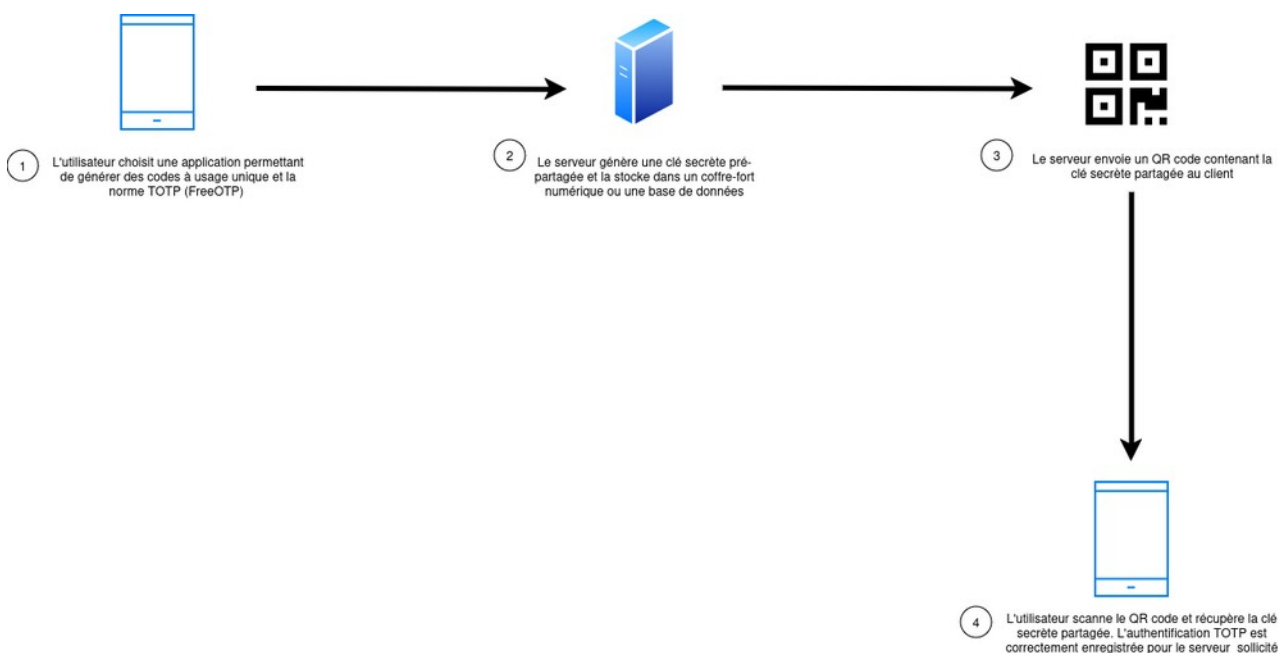 1
L'utilisateur choisit une application permettant
de générer des codes à usage unique et la
norme TOTP (FreeOTP)
2
Le serveur génère une clé secrète pré-
partagée et la stocke dans un coffre-fort
numérique ou une base de données
3
Le serveur envoie un QR code contenant la
clé secrète partagée au client
4
L'utilisateur scanne le QR code et récupère la clé
secrète partagée. L'authentification TOTP est
correctement enregistrée pour le serveur sollicité